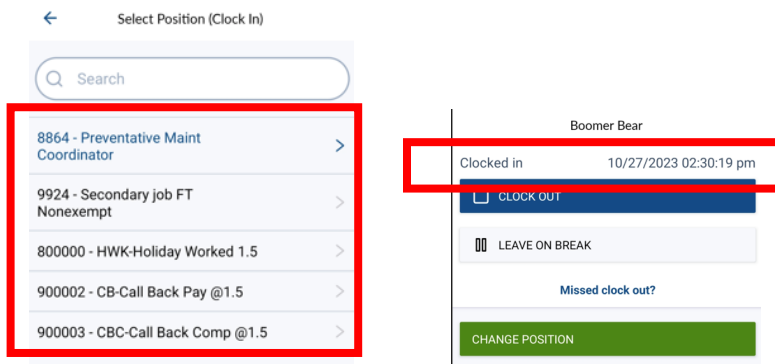 Select Position (Clock In)
Search
8864 - Preventative Maint
Coordinator
9924 - Secondary job FT
Nonexempt
800000 - HWK-Holiday Worked 1.5
900002 - CB-Call Back Pay @1.5
900003 - CBC-Call Back Comp @1.5
Boomer Bear
Clocked in 10/27/2023 02:30:19 pm
CLOCK OUT
LEAVE ON BREAK
Missed clock out?
CHANGE POSITION